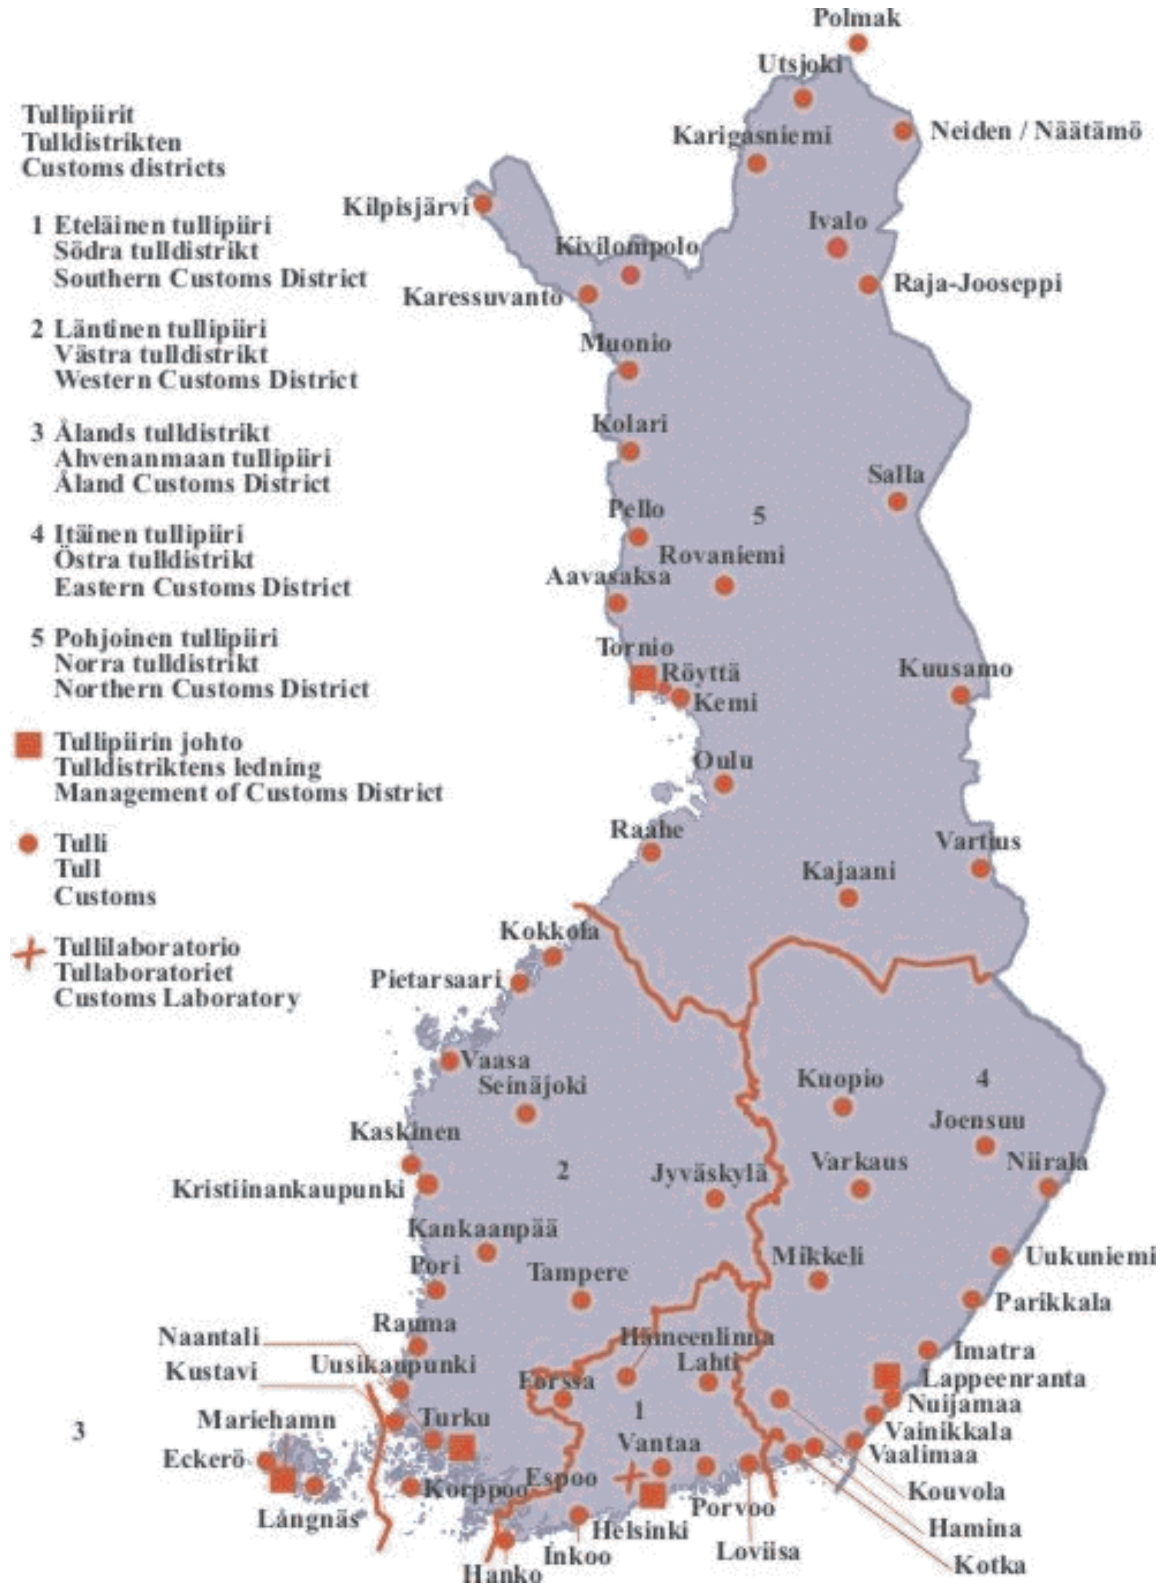 Polmak
Utsjoki
Tullipiirit
Tulldistrikten
Customs districts
Karigasniemi
Neiden / Näätämö
Kilpisjärvi
1 Eteläinen tullipiiri
Södra tulldistrikt
Southern Customs District
Ivalo
Kivilompolo
Raja-Jooseppi
Karessuvanto
2 Läntinen tullipiiri
Västra tulldistrikt
Western Customs District
Muonio
3 Ålands tulldistrikt
Ahvenanmaan tullipiiri
Åland Customs District
Kolari
Salla
Pello
5
4 Itäinen tullipiiri
Östra tulldistrikt
Eastern Customs District
Rovaniemi
Aavasaksa
5 Pohjoinen tullipiiri
Norra tulldistrikt
Northern Customs District
Tornio
Röyttä
Kemi
Kuusamo
Tullipiirin johto
Tulldistriktens ledning
Management of Customs District
Oulu
Tulli
Tull
Customs
Raahe
Vartius
Kajaani
Tullilaboratorio
Tullaboratoriet
Customs Laboratory
Kokkola
Pietarsaari
Vaasa
Seinäjoki
Kuopio
4
Joensuu
Kaskinen
2
Jyväskylä
Varkaus
Niirala
Kristiinankaupunki
Kankaanpää
Pori
Tampere
Mikkeli
Uukuniemi
Parikkala
Rauma
Naantali
Hämeenlinna
Imatra
Uusikaupunki
Kustavi
Lahti
Forssa
Lappeenranta
Nuijamaa
3
Mariehamn
Turku
1
Vainikkala
Eckerö
Vantaa
Vaalimaa
Korppoo
Espoo
Kouvola
Långnäs
Helsinki
Porvoo
Hamina
Inkoo
Loviisa
Hanko
Kotka